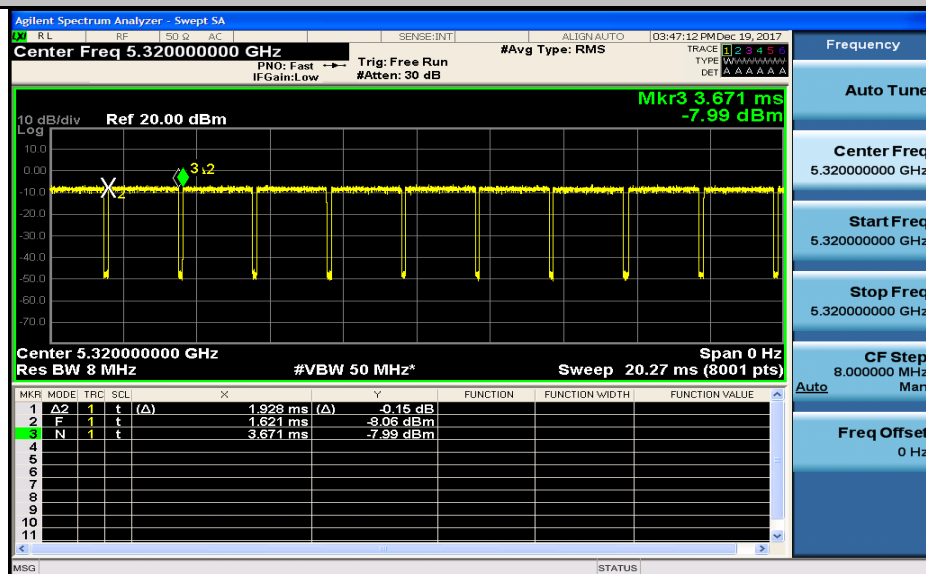 Agilent Spectrum Analyzer - Swept SA
LXI RL RF 50 Ω AC SENSE:INT ALIGN AUTO 03:47:12 PM Dec 19, 2017
Center Freq 5.320000000 GHz
PNO: Fast
IFGain:Low
Trig: Free Run
#Atten: 30 dB
#Avg Type: RMS
TRACE 1 2 3 4 5 6
TYPE WWWWWWW
DET A A A A A A
Mkr3 3.671 ms
-7.99 dBm
10 dB/div Ref 20.00 dBm
Log
10.0
0.00
-10.0
-20.0
-30.0
-40.0
-50.0
-60.0
-70.0
3 2
2
Center 5.320000000 GHz Span 0 Hz
Res BW 8 MHz #VBW 50 MHz* Sweep 20.27 ms (8001 pts)
MKR MODE TRC SCL X Y FUNCTION FUNCTION WIDTH FUNCTION VALUE
1 Δ2 1 t (Δ) 1.928 ms (Δ) -0.15 dB
2 F 1 t 1.621 ms -8.06 dBm
3 N 1 t 3.671 ms -7.99 dBm
4
5
6
7
8
9
10
11
MSG STATUS
Frequency
Auto Tune
Center Freq
5.320000000 GHz
Start Freq
5.320000000 GHz
Stop Freq
5.320000000 GHz
CF Step
8.000000 MHz
Auto Man
Freq Offset
0 Hz